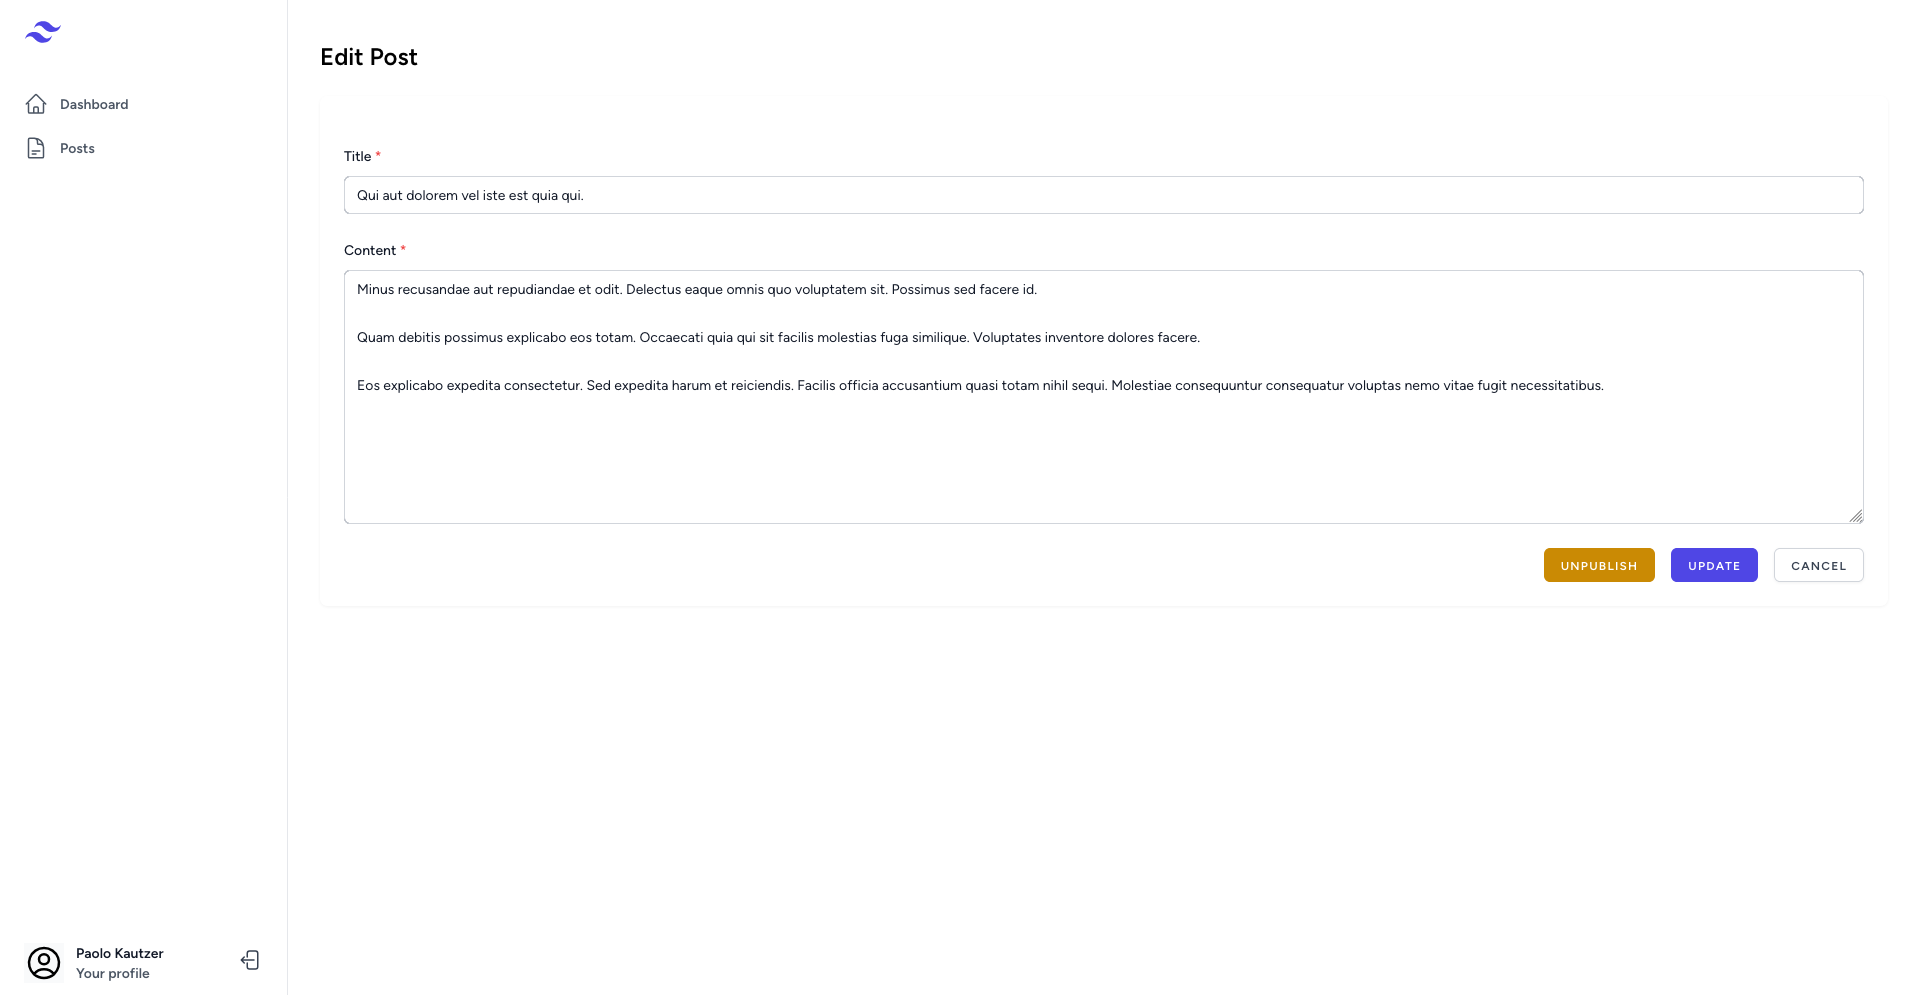 Dashboard
Posts
Edit Post
Title *
Qui aut dolorem vel iste est quia qui.
Content *
Minus recusandae aut repudiandae et odit. Delectus eaque omnis quo voluptatem sit. Possimus sed facere id.
Quam debitis possimus explicabo eos totam. Occaecati quia qui sit facilis molestias fuga similique. Voluptates inventore dolores facere.
Eos explicabo expedita consectetur. Sed expedita harum et reiciendis. Facilis officia accusantium quasi totam nihil sequi. Molestiae consequuntur consequatur voluptas nemo vitae fugit necessitatibus.
UNPUBLISH
UPDATE
CANCEL
Paolo Kautzer
Your profile